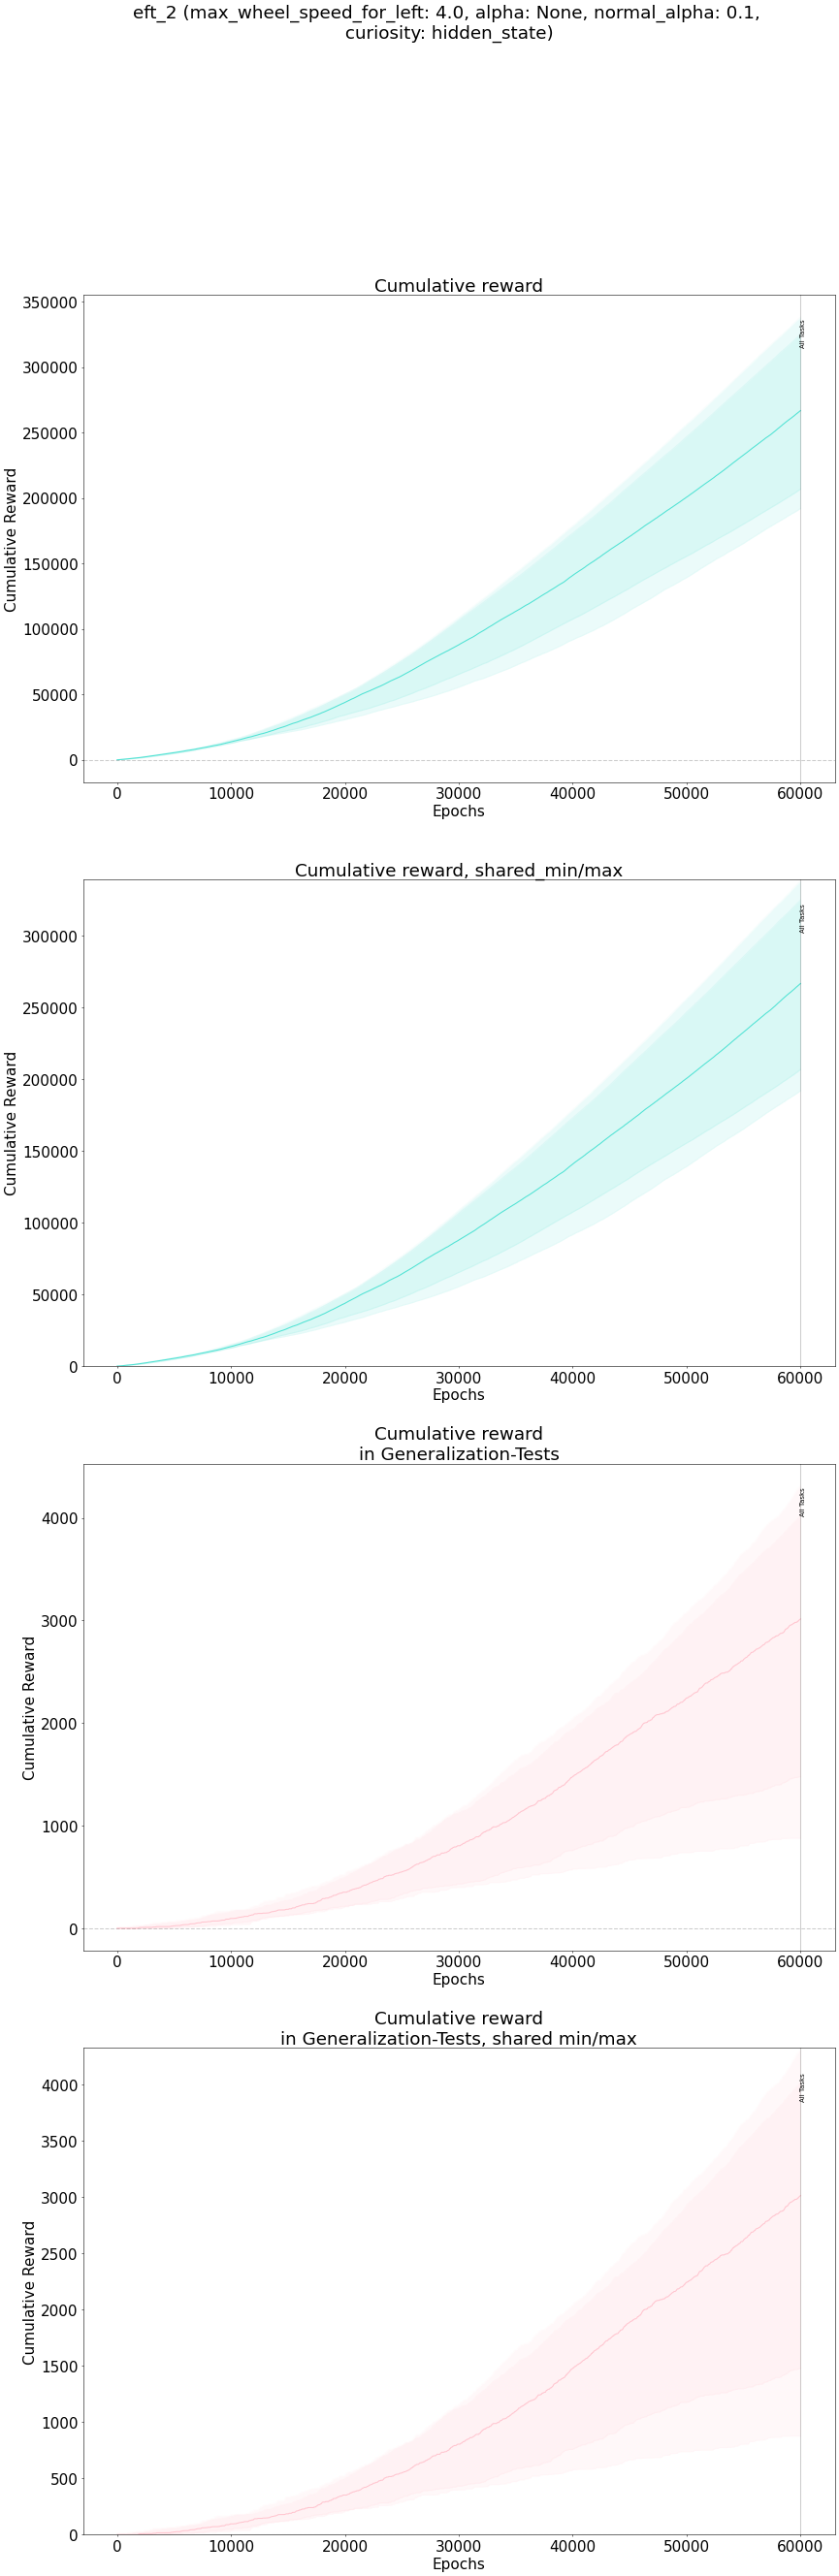 eft_2 (max_wheel_speed_for_left: 4.0, alpha: None, normal_alpha: 0.1,
curiosity: hidden_state)
Cumulative reward
350000
300000
250000
200000
150000
100000
50000
0
Cumulative Reward
All Tasks
0 10000 20000 30000 40000 50000 60000
Epochs
Cumulative reward, shared_min/max
300000
250000
200000
150000
100000
50000
0
Cumulative Reward
All Tasks
0 10000 20000 30000 40000 50000 60000
Epochs
Cumulative reward
in Generalization-Tests
4000
3000
2000
1000
0
Cumulative Reward
All Tasks
0 10000 20000 30000 40000 50000 60000
Epochs
Cumulative reward
in Generalization-Tests, shared min/max
4000
3500
3000
2500
2000
1500
1000
500
0
Cumulative Reward
All Tasks
0 10000 20000 30000 40000 50000 60000
Epochs